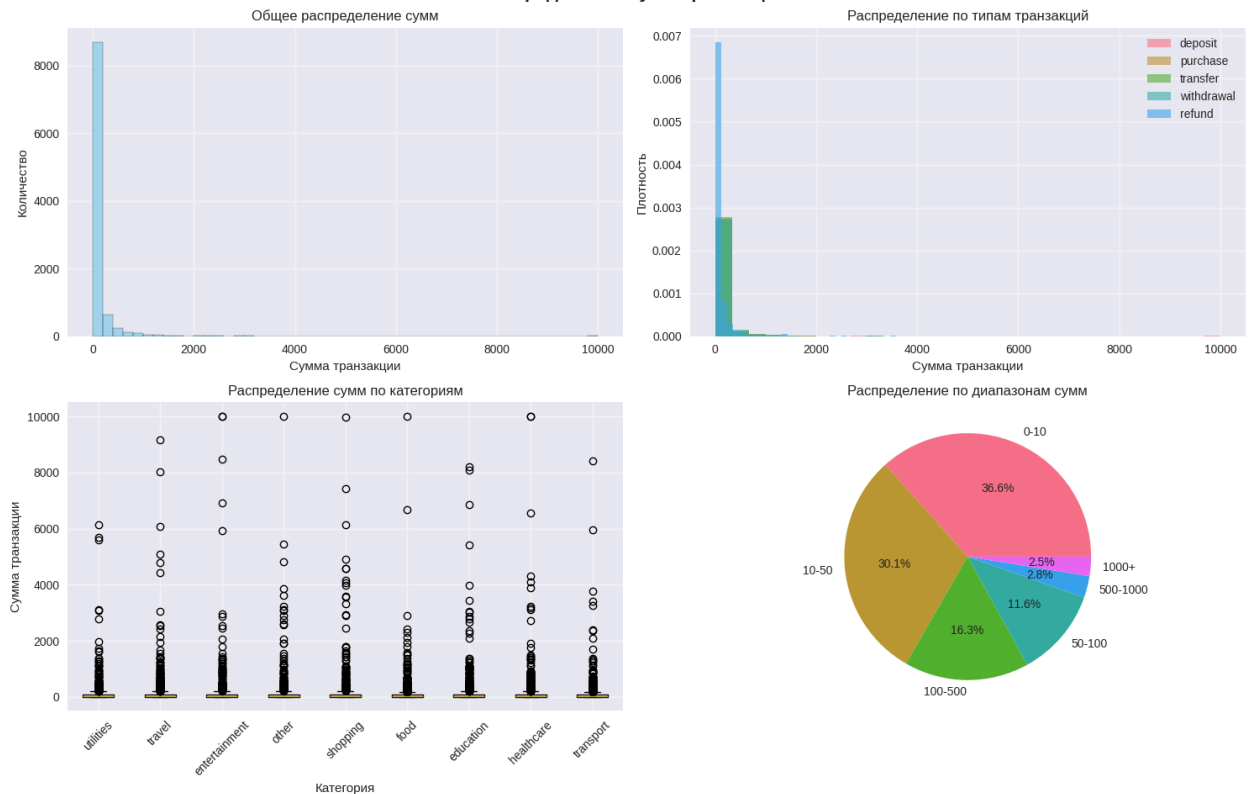 Общее распределение сумм
8000
6000
4000
2000
0
Количество
0 2000 4000 6000 8000 10000
Сумма транзакции
Распределение по типам транзакций
0.007
0.006
0.005
0.004
0.003
0.002
0.001
0.000
Плотность
deposit
purchase
transfer
withdrawal
refund
0 2000 4000 6000 8000 10000
Сумма транзакции
Распределение сумм по категориям
10000
8000
6000
4000
2000
0
Сумма транзакции
utilities travel entertainment other shopping food education healthcare transport
Категория
Распределение по диапазонам сумм
0-10
36.6%
10-50
30.1%
100-500
16.3%
50-100
11.6%
500-1000
2.8%
1000+
2.5%